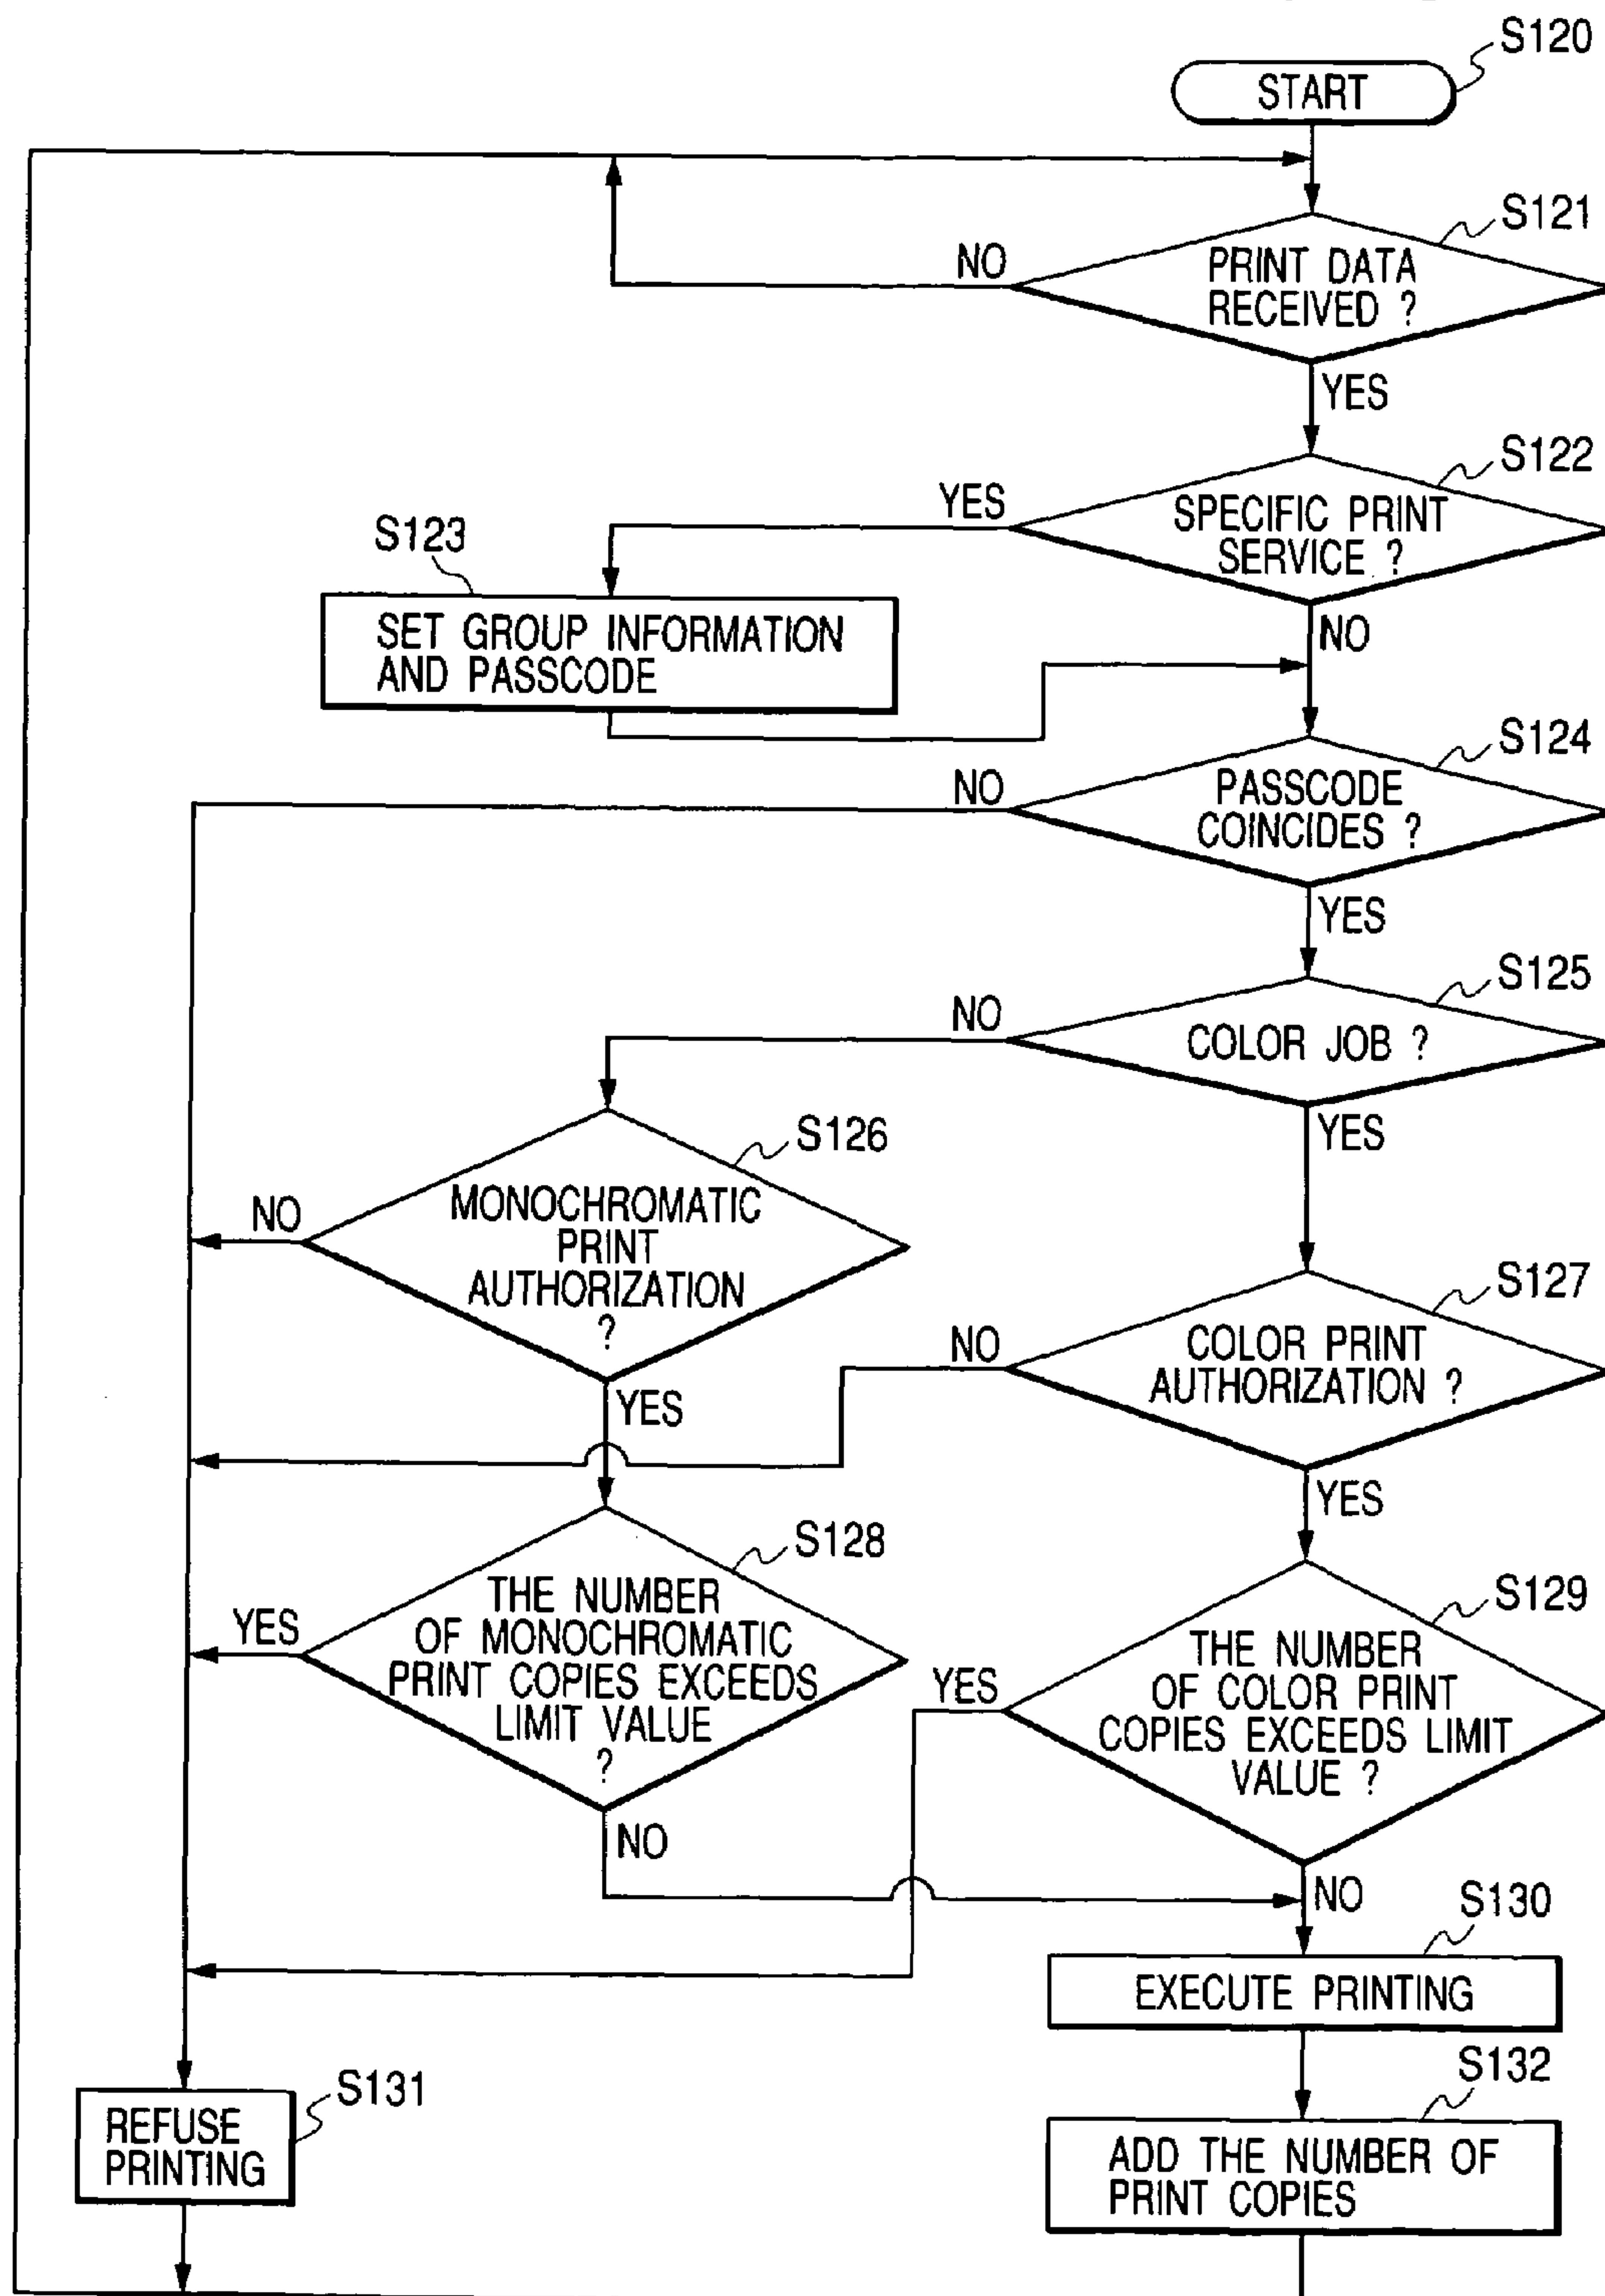 S120
START
S121
NO
PRINT DATA
RECEIVED ?
YES
S122
YES
SPECIFIC PRINT
SERVICE ?
S123
NO
SET GROUP INFORMATION
AND PASSCODE
S124
NO
PASSCODE
COINCIDES ?
YES
S125
NO
COLOR JOB ?
YES
S126
NO
MONOCHROMATIC
PRINT
AUTHORIZATION
?
YES
S127
NO
COLOR PRINT
AUTHORIZATION ?
YES
S128
YES
THE NUMBER
OF MONOCHROMATIC
PRINT COPIES EXCEEDS
LIMIT VALUE
?
NO
S129
YES
THE NUMBER
OF COLOR PRINT
COPIES EXCEEDS LIMIT
VALUE ?
NO
S130
EXECUTE PRINTING
S131
REFUSE
PRINTING
S132
ADD THE NUMBER OF
PRINT COPIES